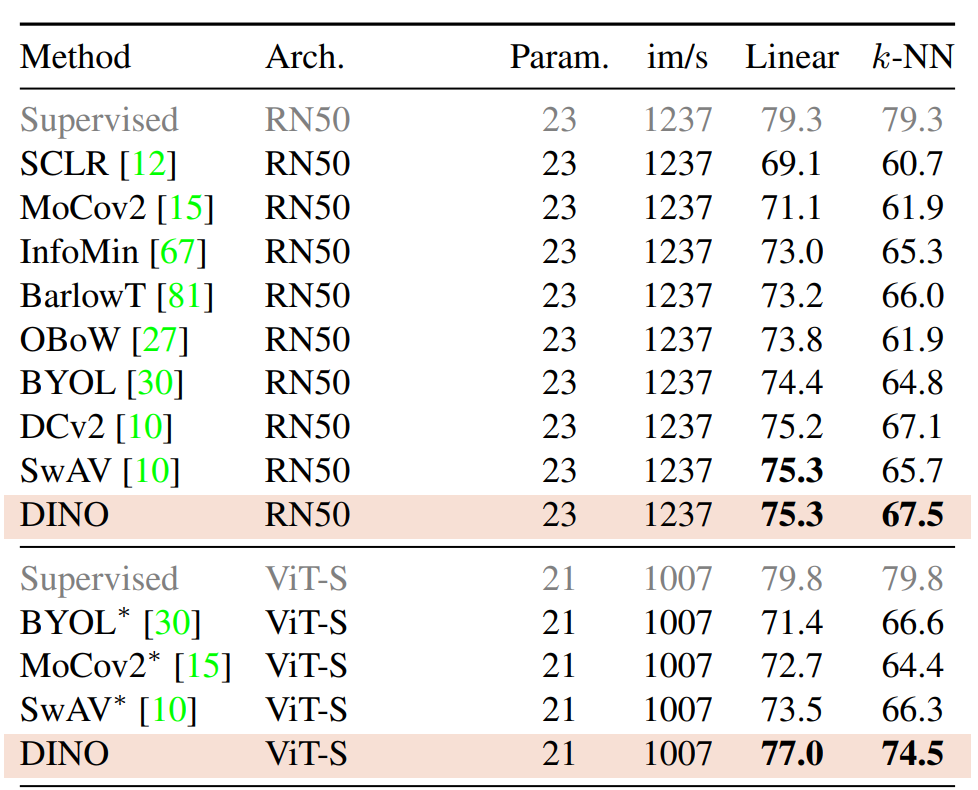 Method Arch. Param. im/s Linear k-NN
Supervised RN50 23 1237 79.3 79.3
SCLR [12] RN50 23 1237 69.1 60.7
MoCov2 [15] RN50 23 1237 71.1 61.9
InfoMin [67] RN50 23 1237 73.0 65.3
BarlowT [81] RN50 23 1237 73.2 66.0
OBoW [27] RN50 23 1237 73.8 61.9
BYOL [30] RN50 23 1237 74.4 64.8
DCv2 [10] RN50 23 1237 75.2 67.1
SwAV [10] RN50 23 1237 75.3 65.7
DINO RN50 23 1237 75.3 67.5
Supervised ViT-S 21 1007 79.8 79.8
BYOL* [30] ViT-S 21 1007 71.4 66.6
MoCov2* [15] ViT-S 21 1007 72.7 64.4
SwAV* [10] ViT-S 21 1007 73.5 66.3
DINO ViT-S 21 1007 77.0 74.5